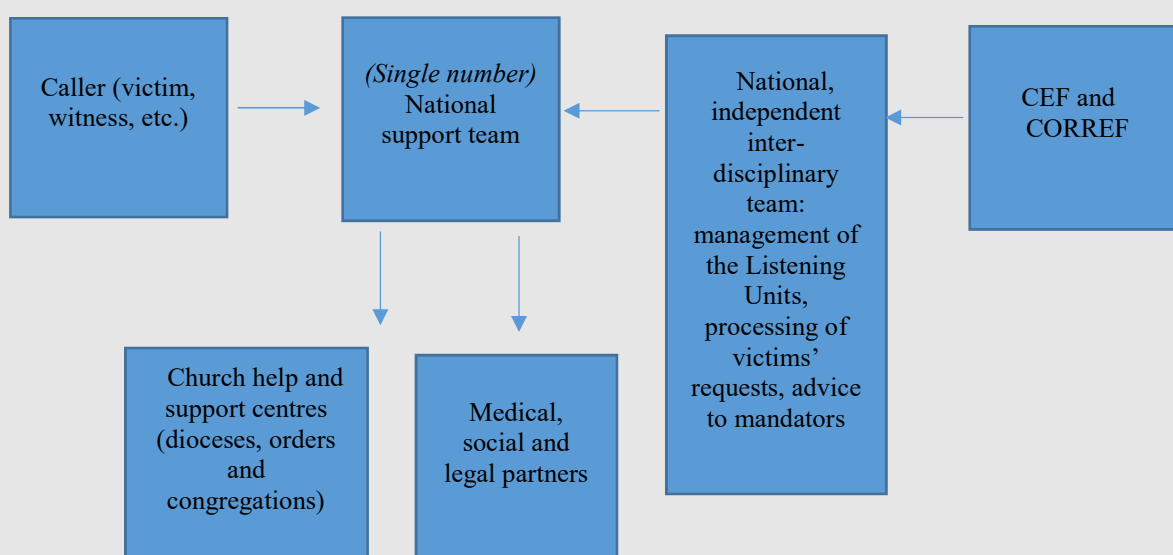 Caller (victim,
witness, etc.)
(Single number)
National
support team
National,
independent
inter-
disciplinary
team:
management of
the Listening
Units,
processing of
victims’
requests, advice
to mandators
CEF and
CORREF
Church help and
support centres
(dioceses, orders
and
congregations)
Medical,
social and
legal partners